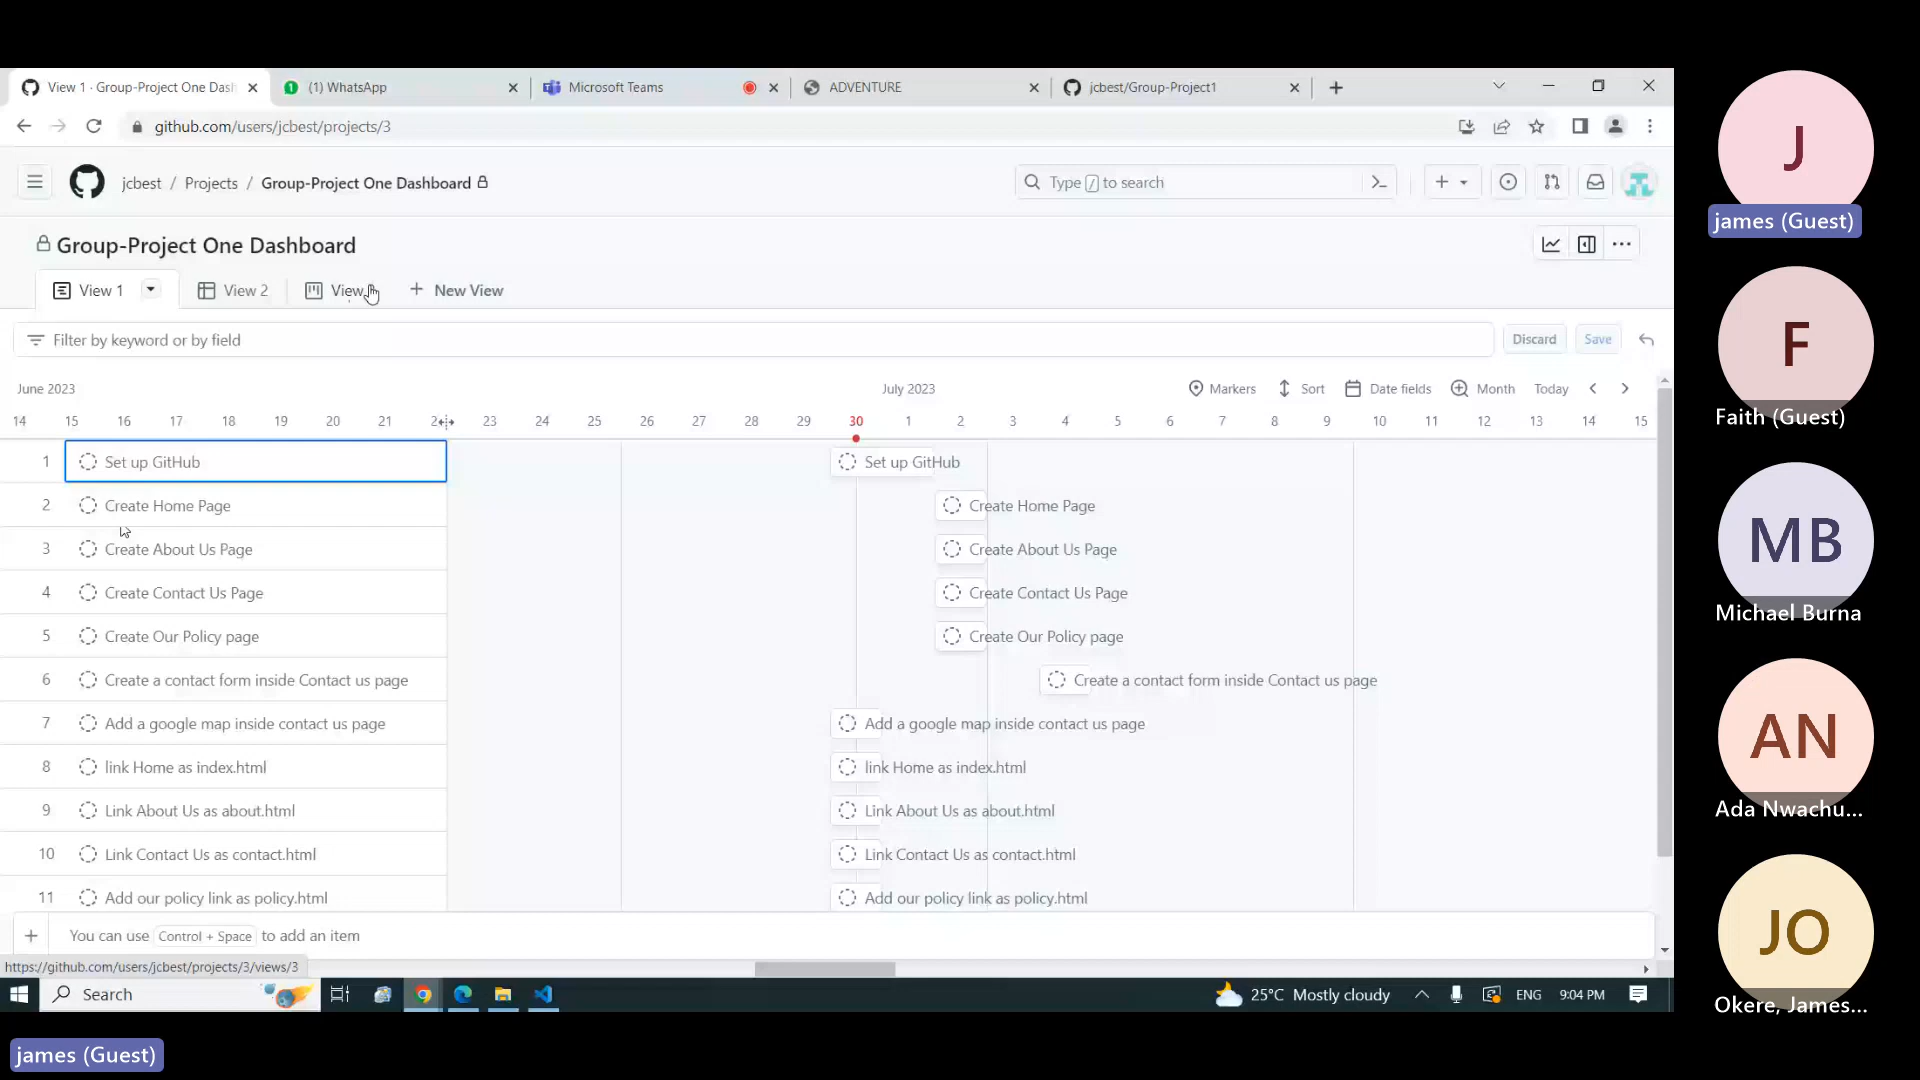 View 1 · Group-Project One Dash
(1) WhatsApp
Microsoft Teams
ADVENTURE
jcbest/Group-Project1
github.com/users/jcbest/projects/3
jcbest / Projects / Group-Project One Dashboard
Type / to search
Group-Project One Dashboard
View 1
View 2
View
New View
Filter by keyword or by field
Discard
Save
June 2023
July 2023
Markers
Sort
Date fields
Month
Today
14 15 16 17 18 19 20 21 23 24 25 26 27 28 29 30 1 2 3 4 5 6 7 8 9 10 11 12 13 14 15
1 Set up GitHub Set up GitHub
2 Create Home Page Create Home Page
3 Create About Us Page Create About Us Page
4 Create Contact Us Page Create Contact Us Page
5 Create Our Policy page Create Our Policy page
6 Create a contact form inside Contact us page Create a contact form inside Contact us page
7 Add a google map inside contact us page Add a google map inside contact us page
8 link Home as index.html link Home as index.html
9 Link About Us as about.html Link About Us as about.html
10 Link Contact Us as contact.html Link Contact Us as contact.html
11 Add our policy link as policy.html Add our policy link as policy.html
+ You can use Control + Space to add an item
https://github.com/users/jcbest/projects/3/views/3
Search
25°C Mostly cloudy
ENG
9:04 PM
james (Guest)
J
james (Guest)
F
Faith (Guest)
MB
Michael Burna
AN
Ada Nwachu...
JO
Okere, James...